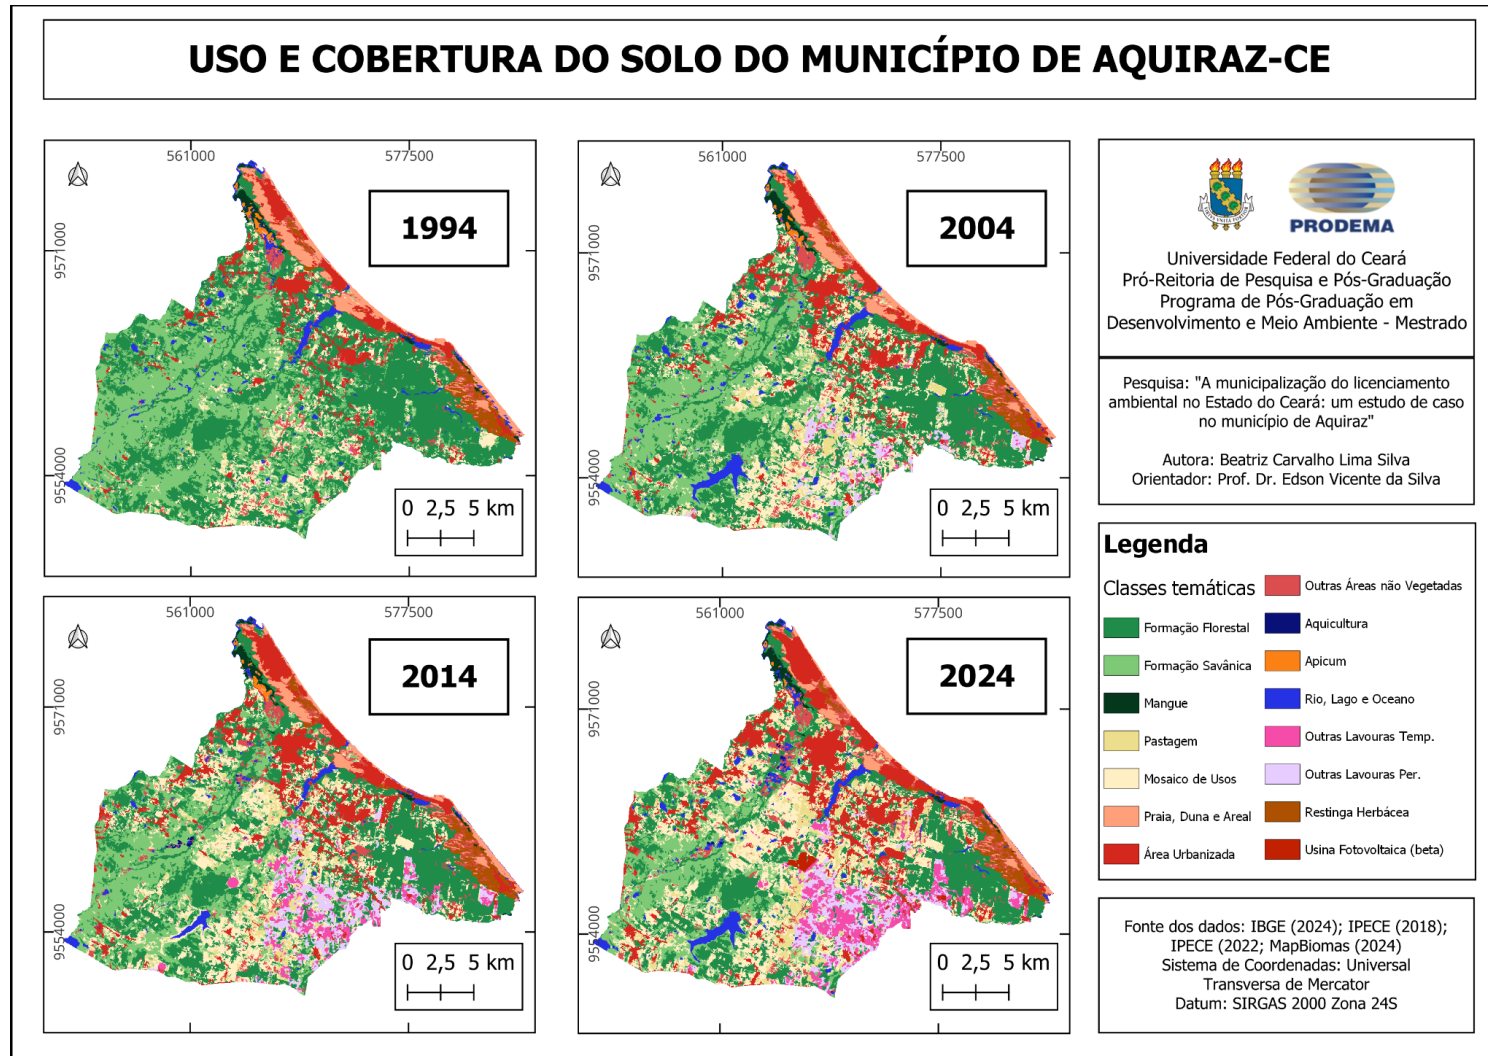 USO E COBERTURA DO SOLO DO MUNICÍPIO DE AQUIRAZ-CE
561000
577500
9571000
9554000
1994
0 2,5 5 km
561000
577500
9571000
9554000
2004
0 2,5 5 km
561000
577500
9571000
9554000
2014
0 2,5 5 km
561000
577500
9571000
9554000
2024
0 2,5 5 km
PRODEMA
Universidade Federal do Ceará
Pró-Reitoria de Pesquisa e Pós-Graduação
Programa de Pós-Graduação em
Desenvolvimento e Meio Ambiente - Mestrado
Pesquisa: "A municipalização do licenciamento
ambiental no Estado do Ceará: um estudo de caso
no município de Aquiraz"
Autora: Beatriz Carvalho Lima Silva
Orientador: Prof. Dr. Edson Vicente da Silva
Legenda
Classes temáticas
Formação Florestal
Formação Savânica
Mangue
Pastagem
Mosaico de Usos
Praia, Duna e Areal
Área Urbanizada
Outras Áreas não Vegetadas
Aquicultura
Apicum
Rio, Lago e Oceano
Outras Lavouras Temp.
Outras Lavouras Per.
Restinga Herbácea
Usina Fotovoltaica (beta)
Fonte dos dados: IBGE (2024); IPECE (2018);
IPECE (2022; MapBiomas (2024)
Sistema de Coordenadas: Universal
Transversa de Mercator
Datum: SIRGAS 2000 Zona 24S